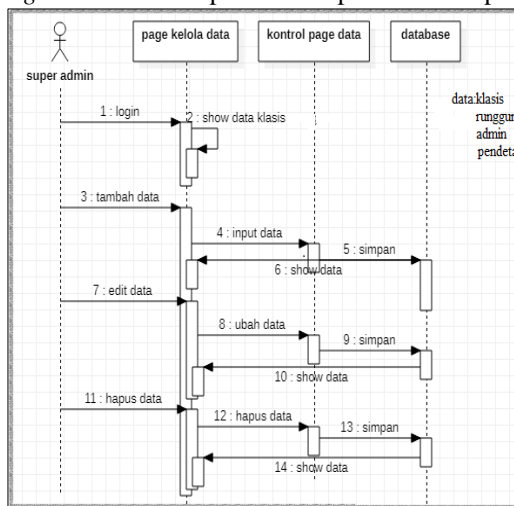 page kelola data
kontrol page data
database
super admin
data:klasis
admin
1 : login
2 : show data klasis
3 : tambah data
4 : input data
5 : simpan
6 : show data
7 : edit data
8 : ubah data
9 : simpan
10 : show data
11 : hapus data
12 : hapus data
13 : simpan
14 : show data